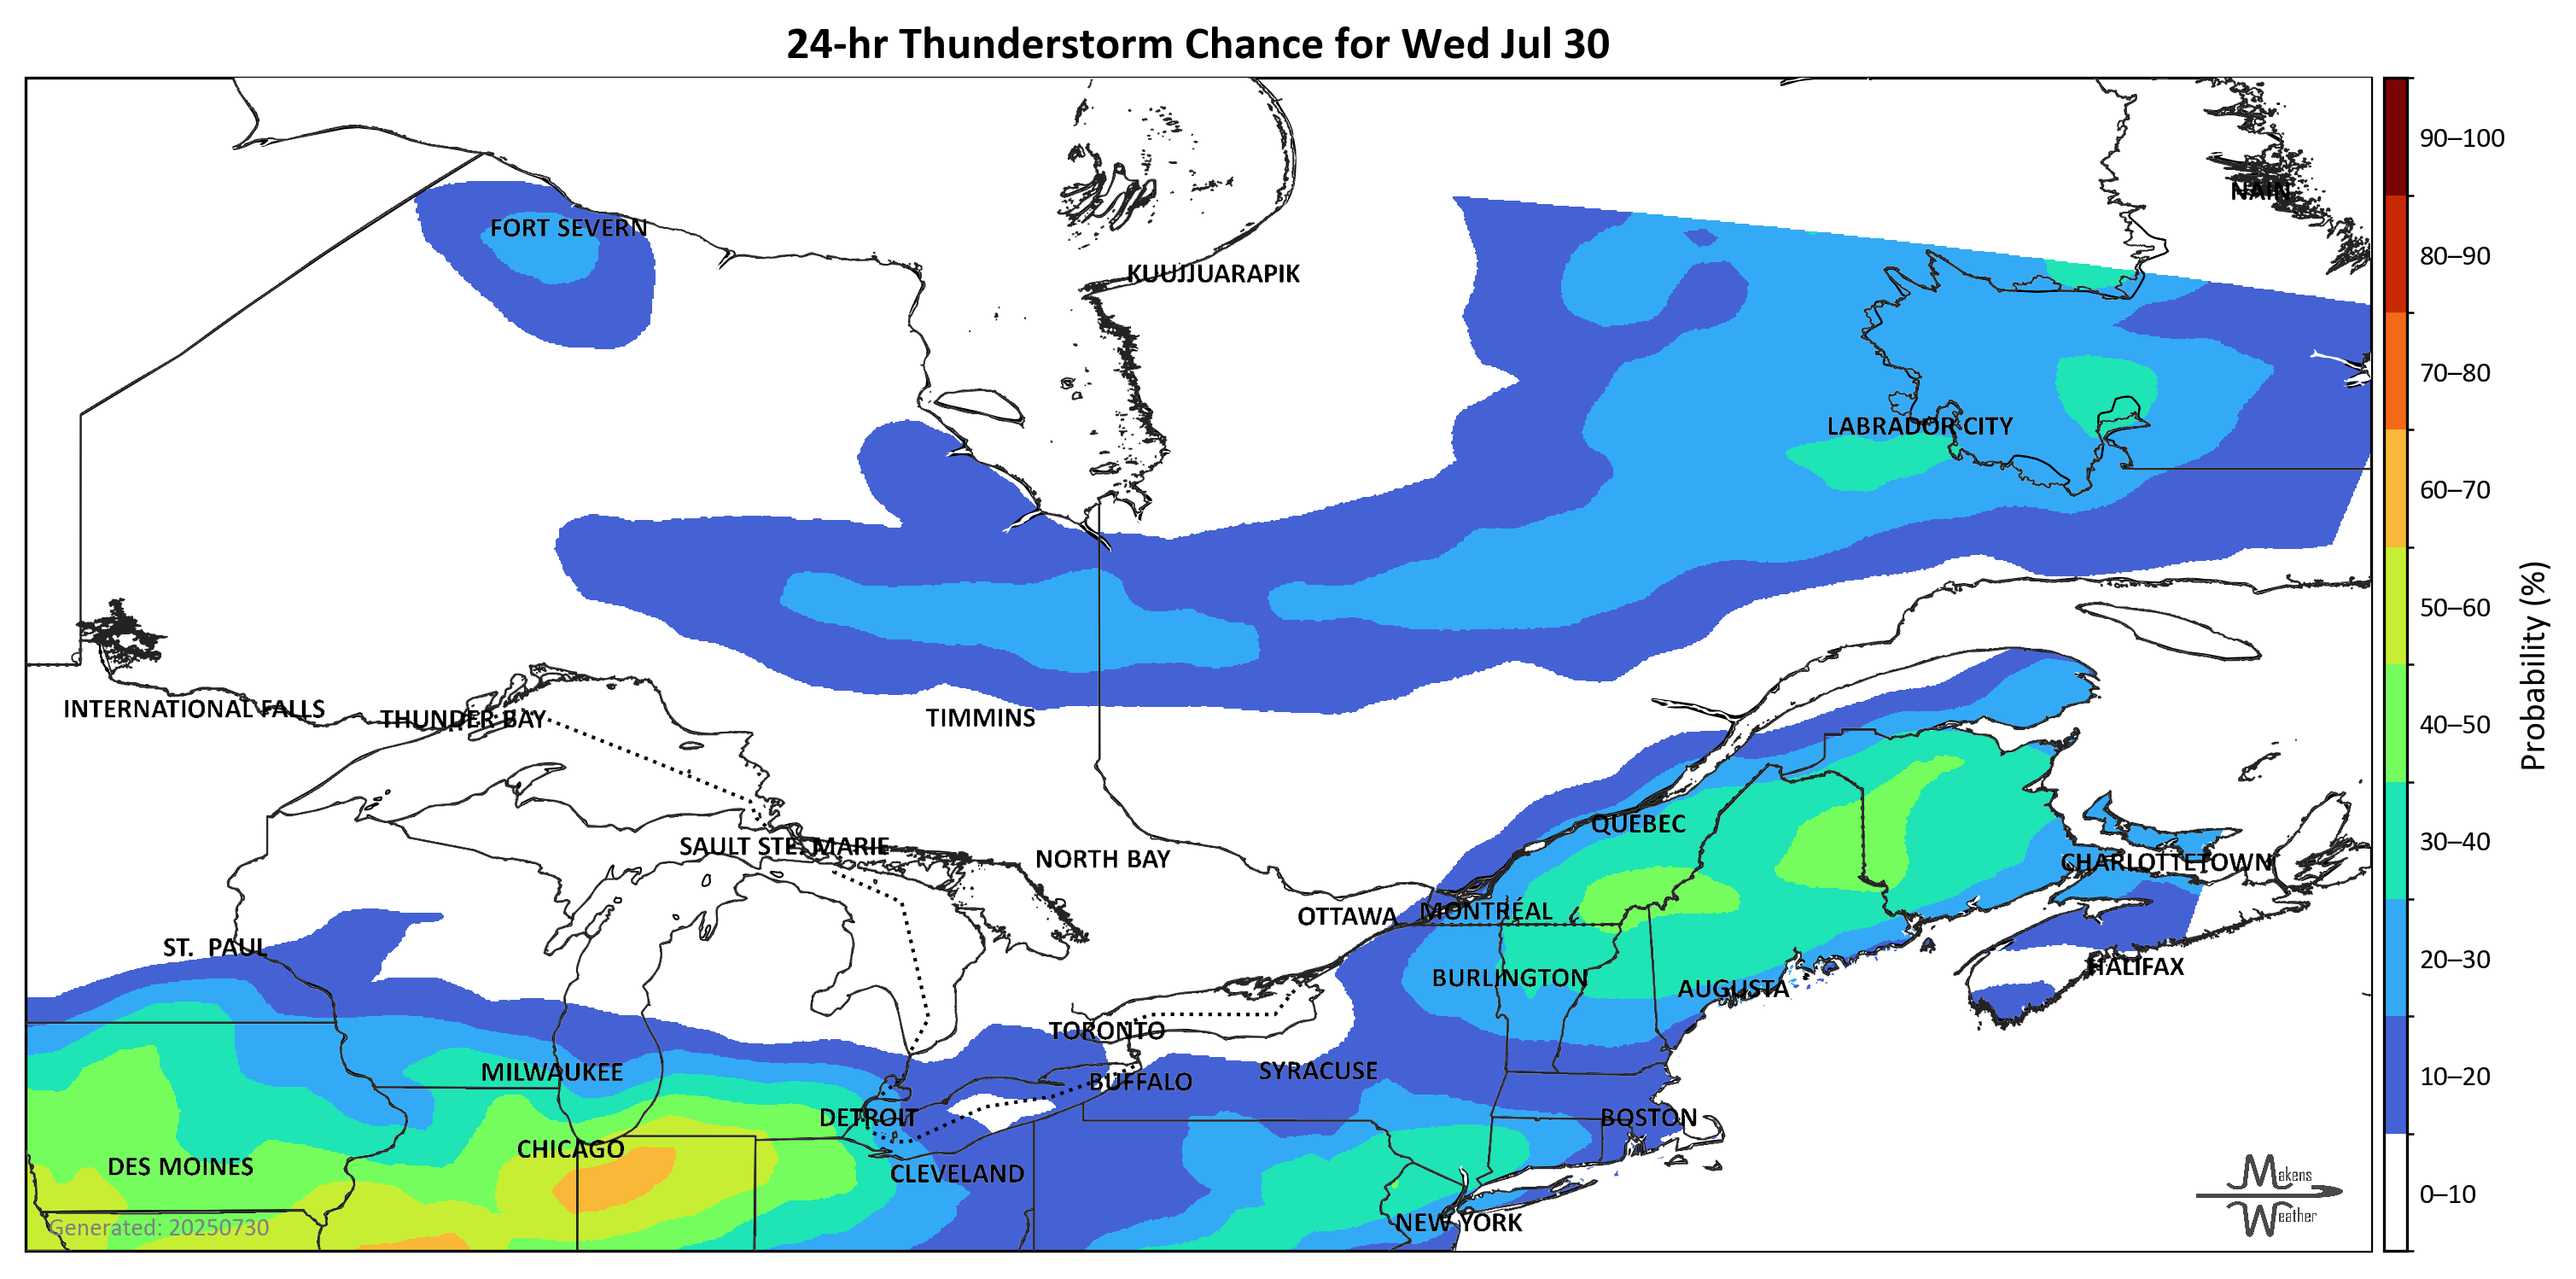 24-hr Thunderstorm Chance for Wed Jul 30
90–100
NAIN
FORT SEVERN
80–90
KUUJJUARAPIK
70–80
LABRADOR CITY
60–70
50–60
Probability (%)
INTERNATIONAL FALLS
THUNDER BAY
TIMMINS
40–50
QUEBEC
30–40
SAULT STE. MARIE
NORTH BAY
CHARLOTTETOWN
OTTAWA
MONTRÉAL
ST. PAUL
20–30
HALIFAX
BURLINGTON
AUGUSTA
TORONTO
MILWAUKEE
SYRACUSE
BUFFALO
10–20
DETROIT
BOSTON
CHICAGO
DES MOINES
CLEVELAND
Makens
Weather
0–10
NEW YORK
Generated: 20250730